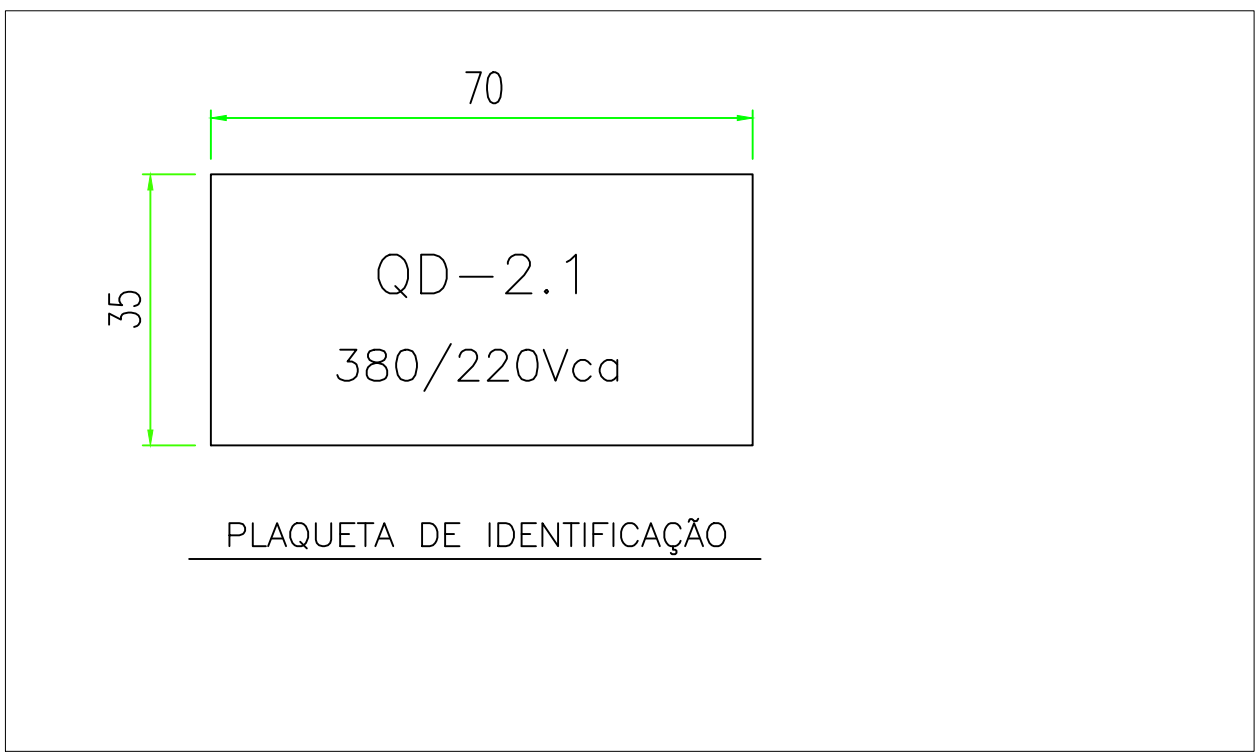 70
35
QD-2.1
380/220Vca
PLAQUETA DE IDENTIFICAÇÃO